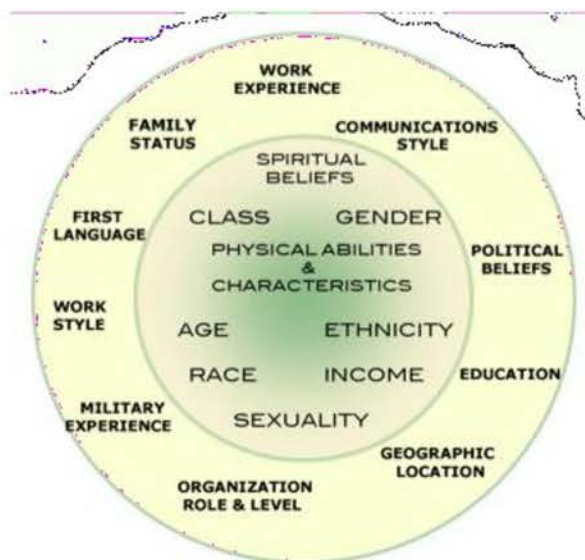 WORK
EXPERIENCE
FAMILY
STATUS
COMMUNICATIONS
STYLE
SPIRITUAL
BELIEFS
FIRST
LANGUAGE
CLASS
GENDER
PHYSICAL ABILITIES
&
CHARACTERISTICS
POLITICAL
BELIEFS
WORK
STYLE
AGE
ETHNICITY
RACE
INCOME
EDUCATION
MILITARY
EXPERIENCE
SEXUALITY
GEOGRAPHIC
LOCATION
ORGANIZATION
ROLE & LEVEL